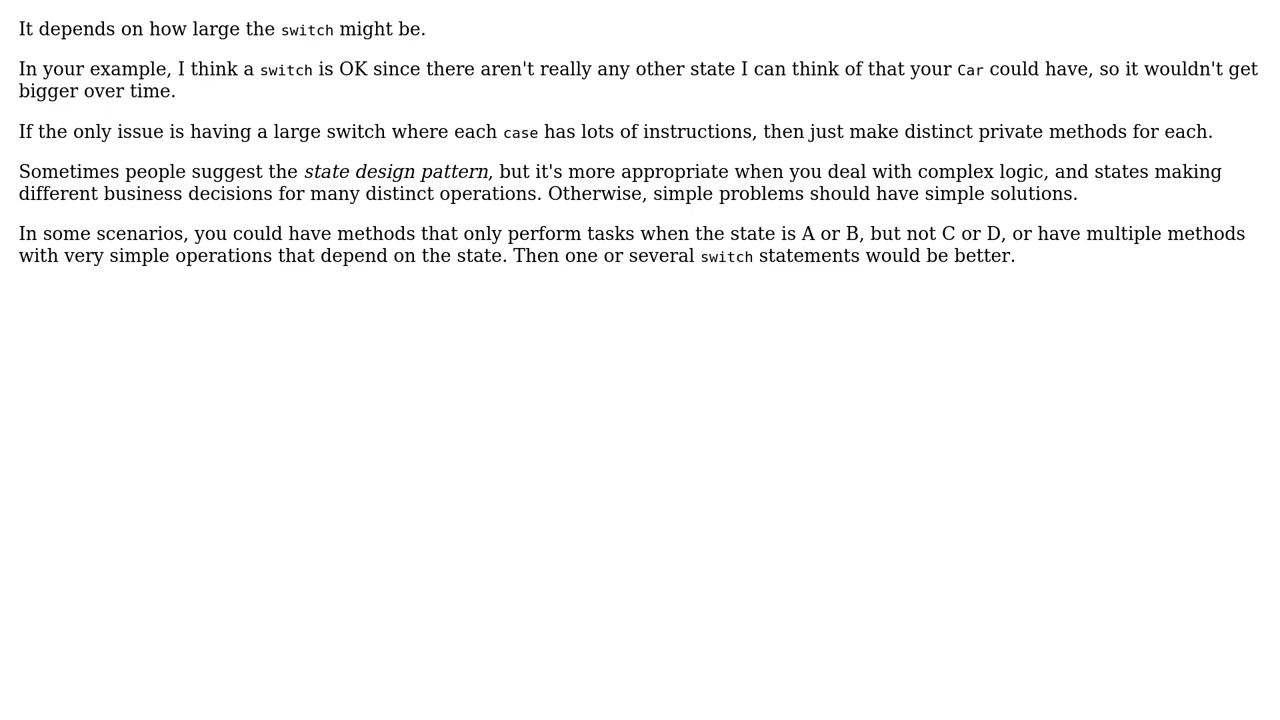 It depends on how large the switch might be.
In your example, I think a switch is OK since there aren't really any other state I can think of that your Car could have, so it wouldn't get
bigger over time.
If the only issue is having a large switch where each case has lots of instructions, then just make distinct private methods for each.
Sometimes people suggest the state design pattern, but it's more appropriate when you deal with complex logic, and states making
different business decisions for many distinct operations. Otherwise, simple problems should have simple solutions.
In some scenarios, you could have methods that only perform tasks when the state is A or B, but not C or D, or have multiple methods
with very simple operations that depend on the state. Then one or several switch statements would be better.